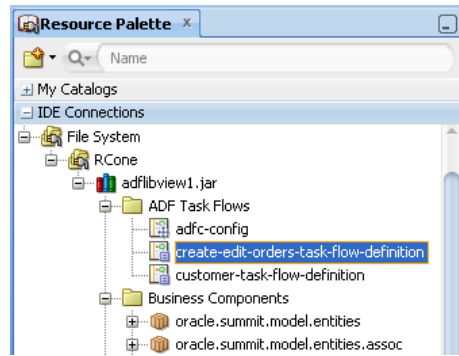 Resource Palette
Name
My Catalogs
IDE Connections
File System
RCone
adflibview1.jar
ADF Task Flows
adfc-config
create-edit-orders-task-flow-definition
customer-task-flow-definition
Business Components
oracle.summit.model.entities
oracle.summit.model.entities.assoc